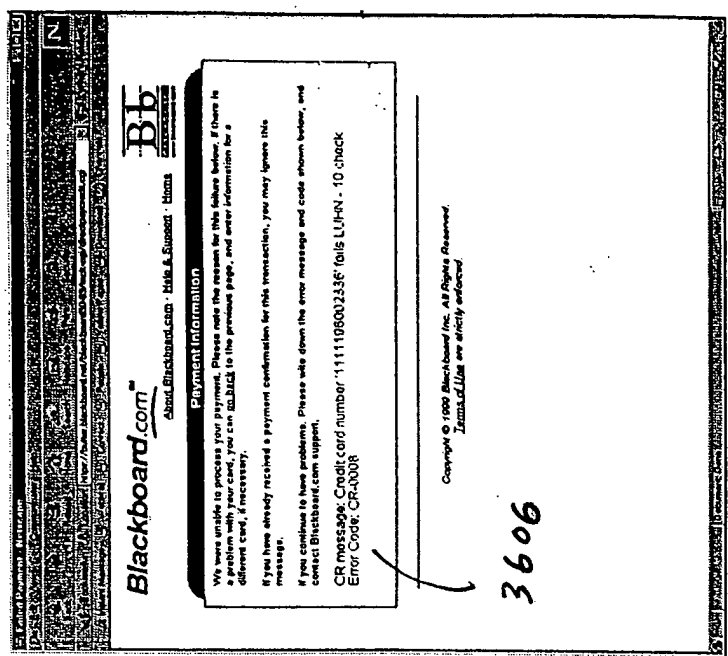 Blackboard.com™
Bb
About Blackboard.com · Help & Support · Home
Payment Information
We were unable to process your payment. Please note the reason for this failure below. If there is
a problem with your card, you can go back to the previous page, and enter information for a
different card, if necessary.
If you have already received a payment confirmation for this transaction, you may ignore this
message.
If you continue to have problems. Please wite down the error message and code shown below, and
contact Blackboard.com support.
CR message: Credit card number '11111196002336' fails LUHN - 10 check
Error Code: CR-0008
Copyright © 1999 Blackboard Inc. All Rights Reserved.
Terms of Use are strictly enforced.
3606